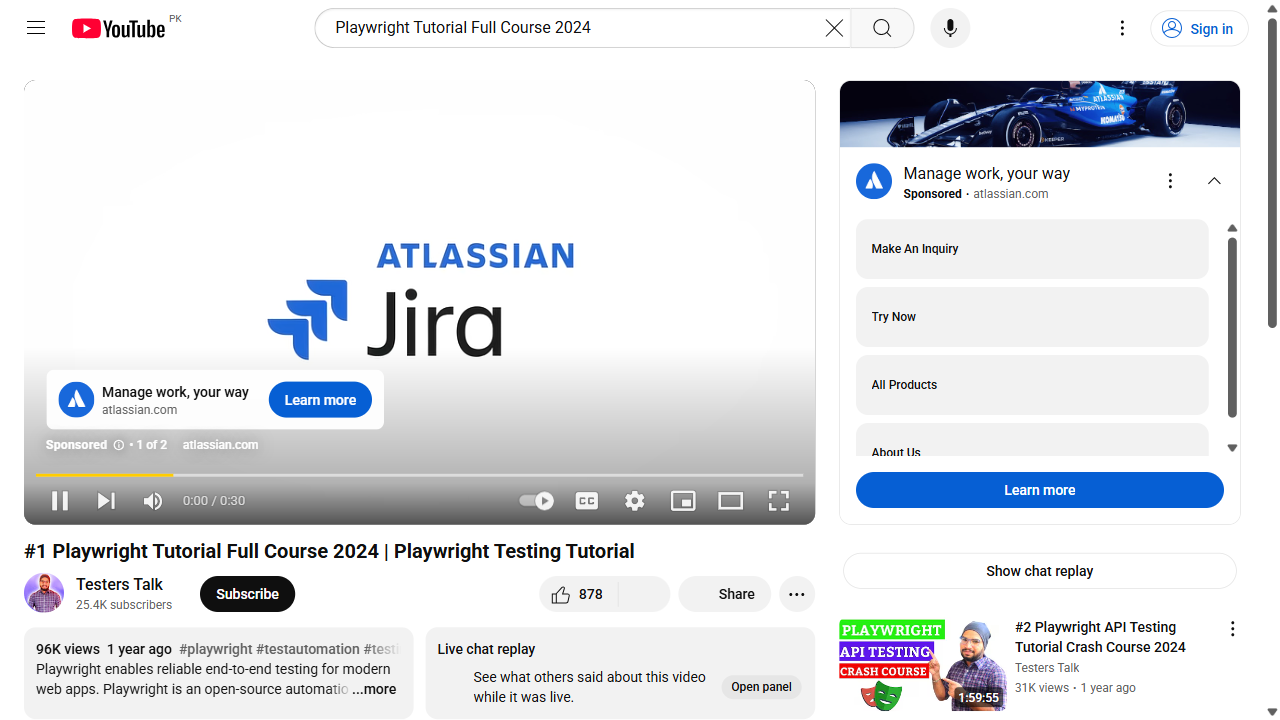 YouTube PK
Playwright Tutorial Full Course 2024
Sign in
ATLASSIAN
Jira
Manage work, your way
atlassian.com
Learn more
Sponsored • 1 of 2 atlassian.com
0:00 / 0:30
CC
#1 Playwright Tutorial Full Course 2024 | Playwright Testing Tutorial
Testers Talk
25.4K subscribers
Subscribe
878
Share
96K views 1 year ago #playwright #testautomation #testi
Playwright enables reliable end-to-end testing for modern
web apps. Playwright is an open-source automatio ...more
Live chat replay
See what others said about this video
while it was live.
Open panel
ATLASSIAN
KOMATSU
Manage work, your way
Sponsored · atlassian.com
Make An Inquiry
Try Now
All Products
About Us
Learn more
Show chat replay
PLAYWRIGHT
API TESTING
CRASH COURSE
1:59:55
#2 Playwright API Testing
Tutorial Crash Course 2024
Testers Talk
31K views · 1 year ago